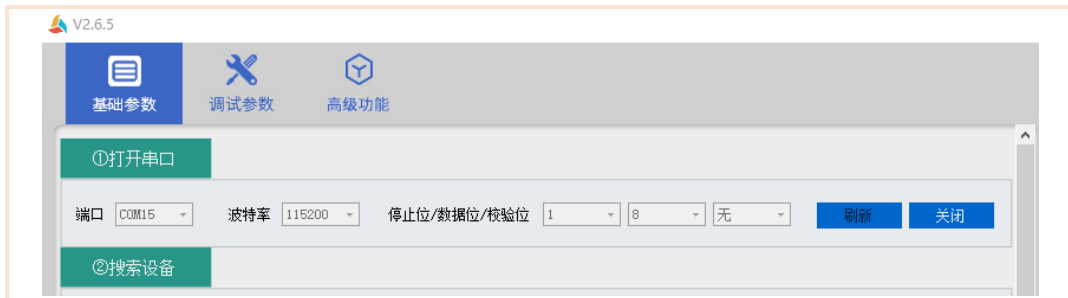 V2.6.5
基础参数 调试参数 高级功能
①打开串口
端口 COM15 波特率 115200 停止位/数据位/校验位 1 8 无 刷新 关闭
②搜索设备